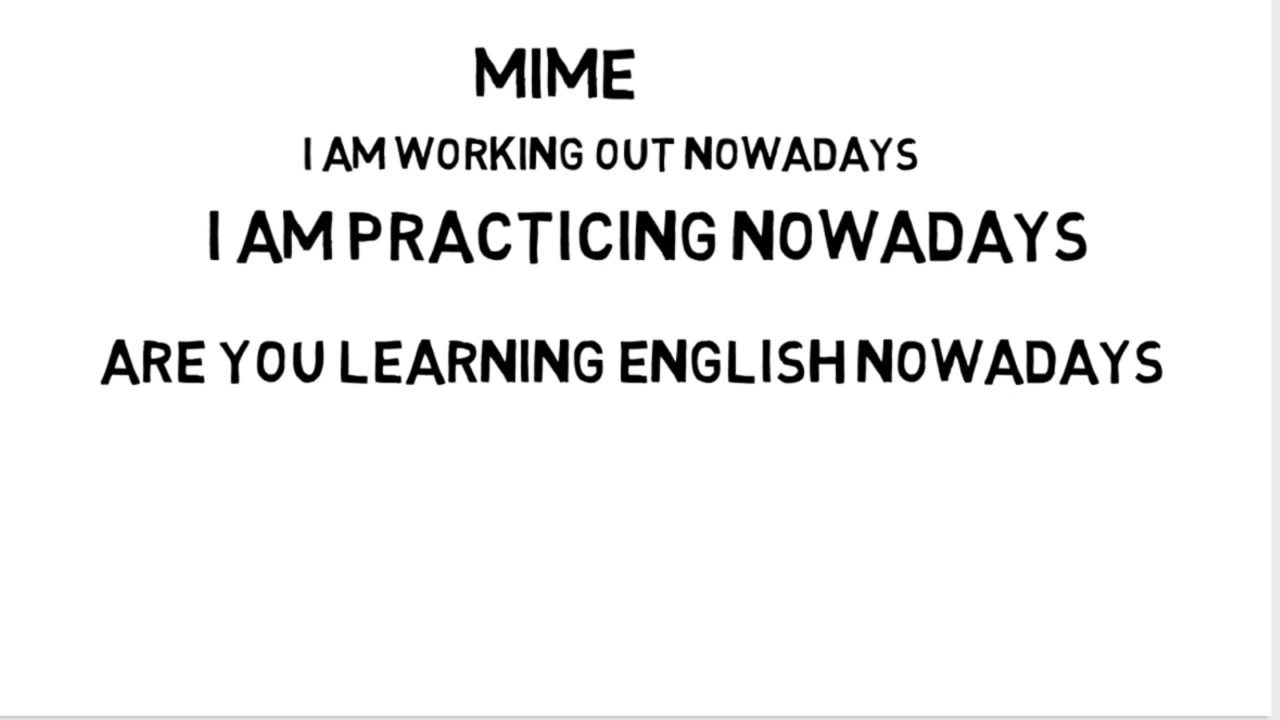 MIME
I AM WORKING OUT NOWADAYS
I AM PRACTICING NOWADAYS
ARE YOU LEARNING ENGLISH NOWADAYS